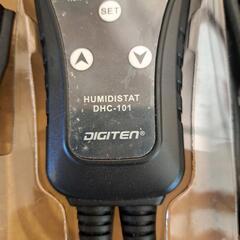 SET
HUMIDISTAT
DHC-101
DIGITEN®